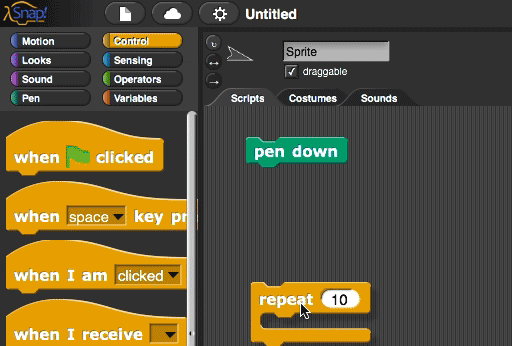 Snap!
Untitled
Motion
Control
Looks
Sensing
Sound
Operators
Pen
Variables
Sprite
draggable
Scripts Costumes Sounds
when clicked
when space key pr
when I am clicked
when I receive
pen down
repeat 10